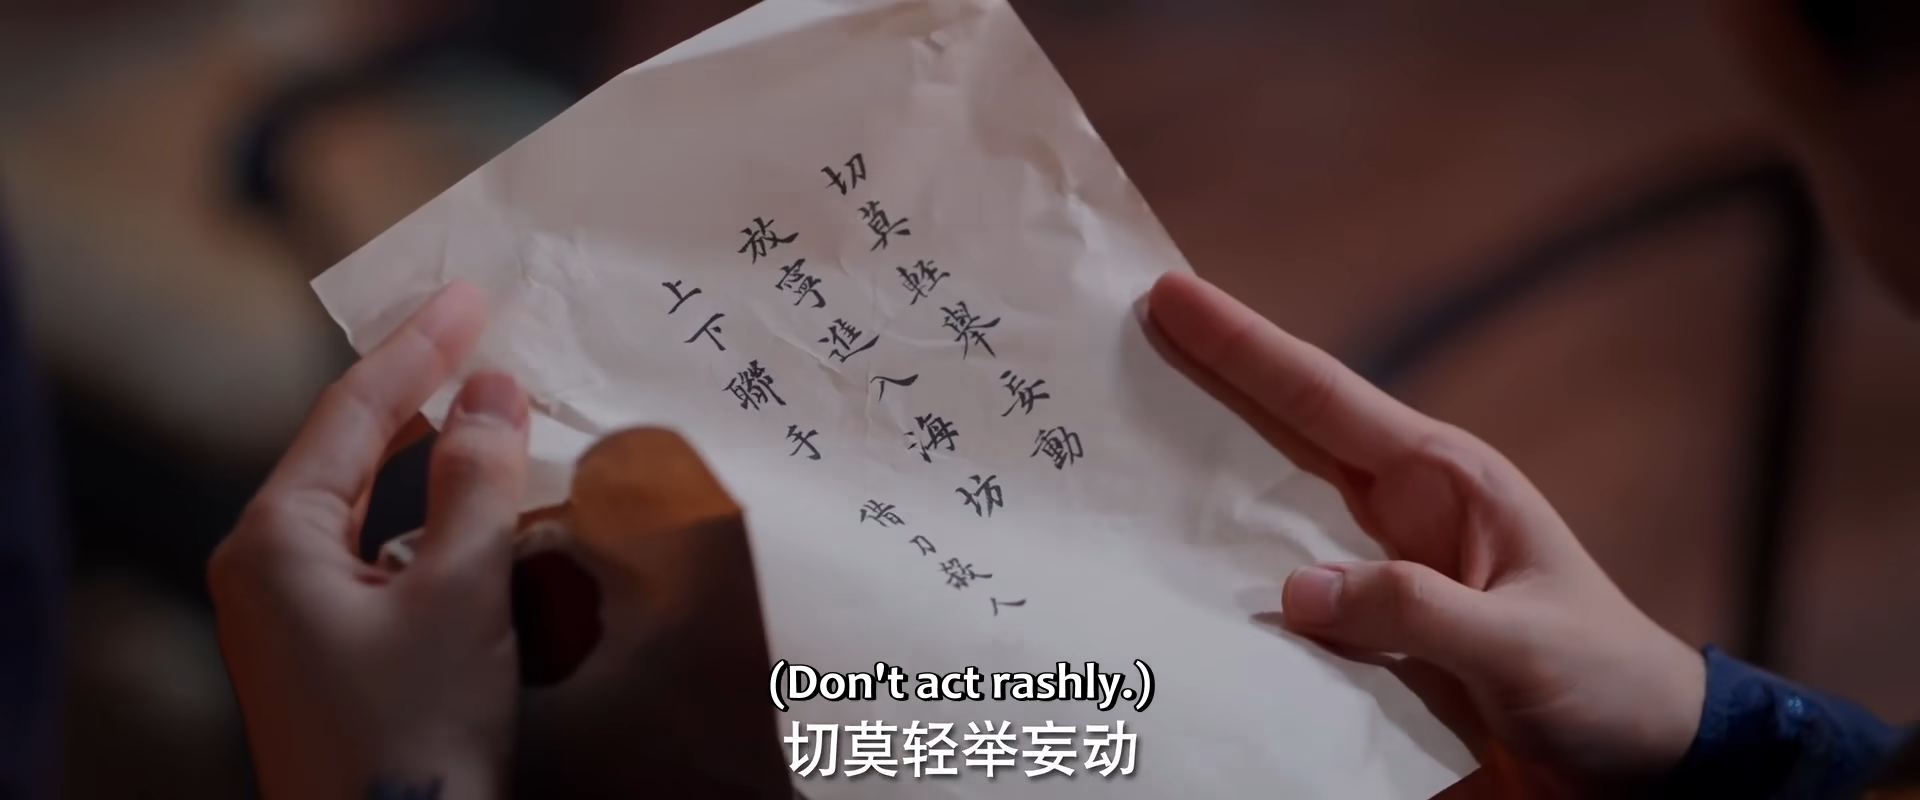 切莫軽舉妄動
放寧進入海坊
上下聯手
借刀殺人
(Don't act rashly.)
切莫轻举妄动